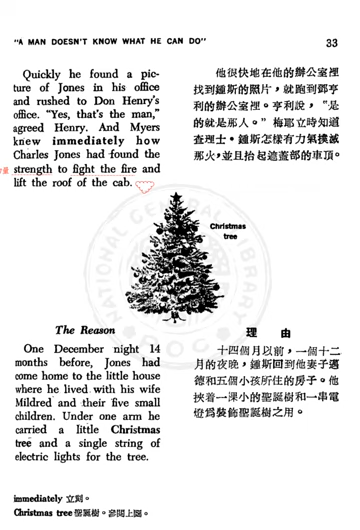 "A MAN DOESN'T KNOW WHAT HE CAN DO"
33
Quickly he found a pic-
ture of Jones in his office
and rushed to Don Henry's
office. "Yes, that's the man,"
agreed Henry. And Myers
knew immediately how
Charles Jones had found the
strength to fight the fire and
lift the roof of the cab.
他很快地在他的辦公室裡
找到鍾斯的照片，就跑到鄧亨
利的辦公室裡。亨利說，"是
的就是那人。" 梅耶立時知道
查理士·鍾斯怎樣有力氣撲滅
那火，並且抬起遮蓋部的車頂。
Christmas
tree
NATIONAL CENTRAL LIBRARY
The Reason
One December night 14
months before, Jones had
come home to the little house
where he lived with his wife
Mildred and their five small
children. Under one arm he
carried a little Christmas
tree and a single string of
electric lights for the tree.
理 由
十四個月以前，一個十二
月的夜晚，鍾斯回到他妻子邁
德和五個小孩所住的房子。他
挾着一棵小的聖誕樹和一串電
燈爲裝飾聖誕樹之用。
immediately 立刻。
Christmas tree 聖誕樹。參閱上圖。